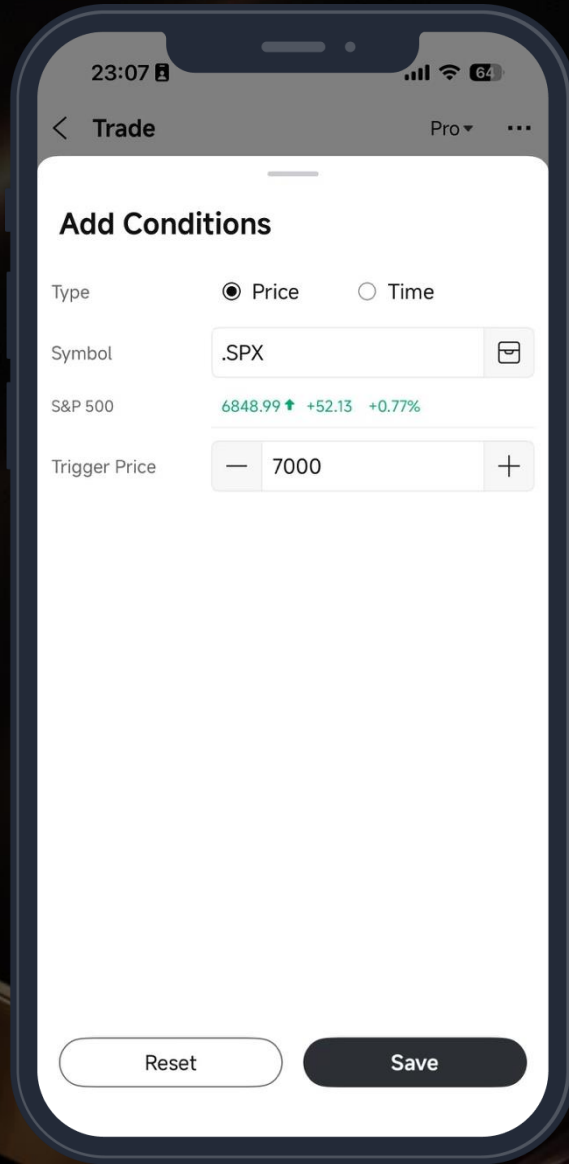 23:07 64
Trade Pro
Add Conditions
Type Price Time
Symbol .SPX
S&P 500 6848.99 +52.13 +0.77%
Trigger Price 7000
Reset Save